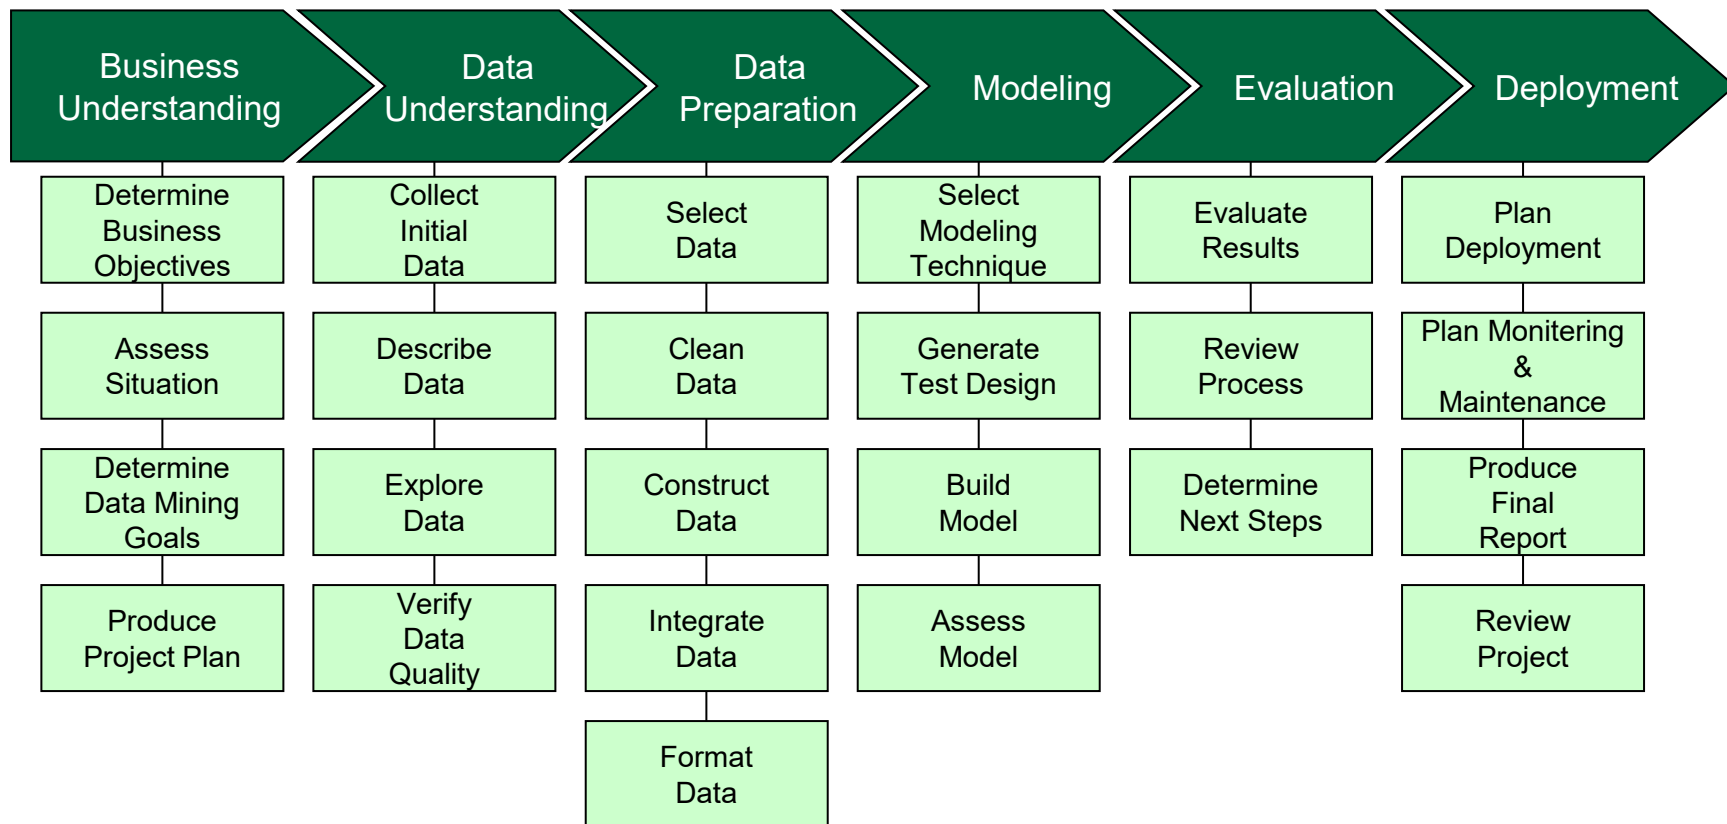 Business
Understanding
Data
Understanding
Data
Preparation
Modeling
Evaluation
Deployment
Determine
Business
Objectives
Assess
Situation
Determine
Data Mining
Goals
Produce
Project Plan
Collect
Initial
Data
Describe
Data
Explore
Data
Verify
Data
Quality
Select
Data
Clean
Data
Construct
Data
Integrate
Data
Format
Data
Select
Modeling
Technique
Generate
Test Design
Build
Model
Assess
Model
Evaluate
Results
Review
Process
Determine
Next Steps
Plan
Deployment
Plan Monitering
&
Maintenance
Produce
Final
Report
Review
Project